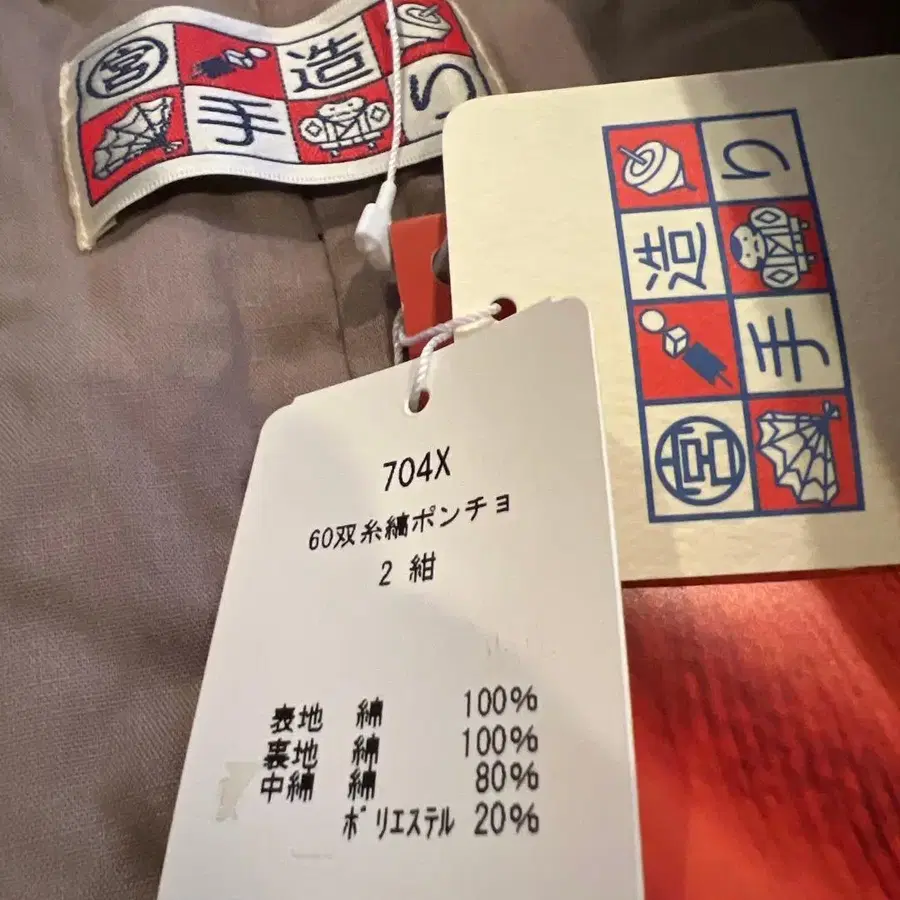 宮手造り
宮手造り
704X
60双糸縞ポンチョ
2 紺
表地 綿 100%
裏地 綿 100%
中綿 綿 80%
ポリエステル 20%